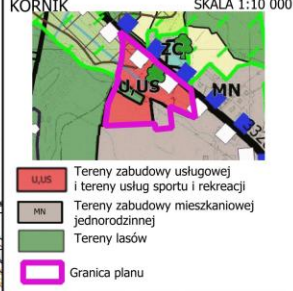 KÓRNIK SKALA 1:10 000
ZC
U,US
MN
332
U,US Tereny zabudowy usługowej
i tereny usług sportu i rekreacji
MN Tereny zabudowy mieszkaniowej
jednorodzinnej
Tereny lasów
Granica planu